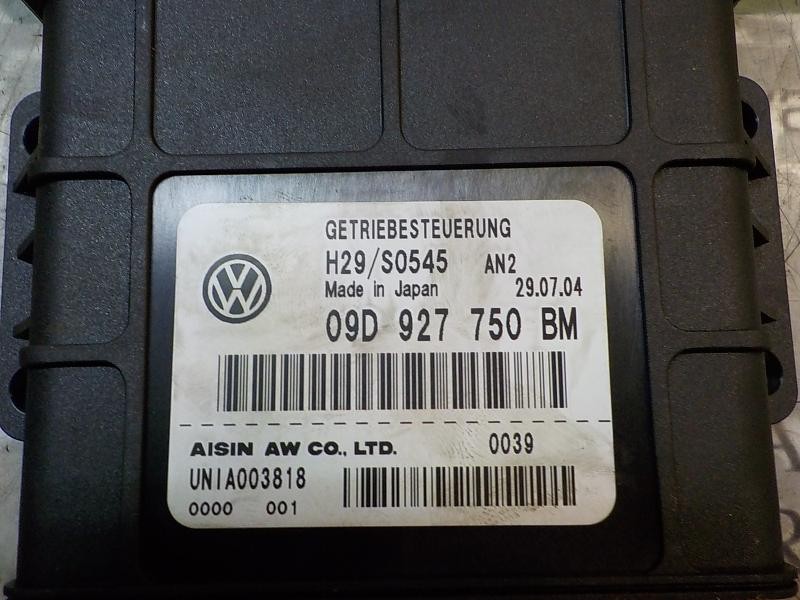 GETRIEBESTEUERUNG
H29/S0545 AN2
Made in Japan 29.07.04
09D 927 750 BM
AISIN AW CO., LTD. 0039
UNIA003818
0000 001